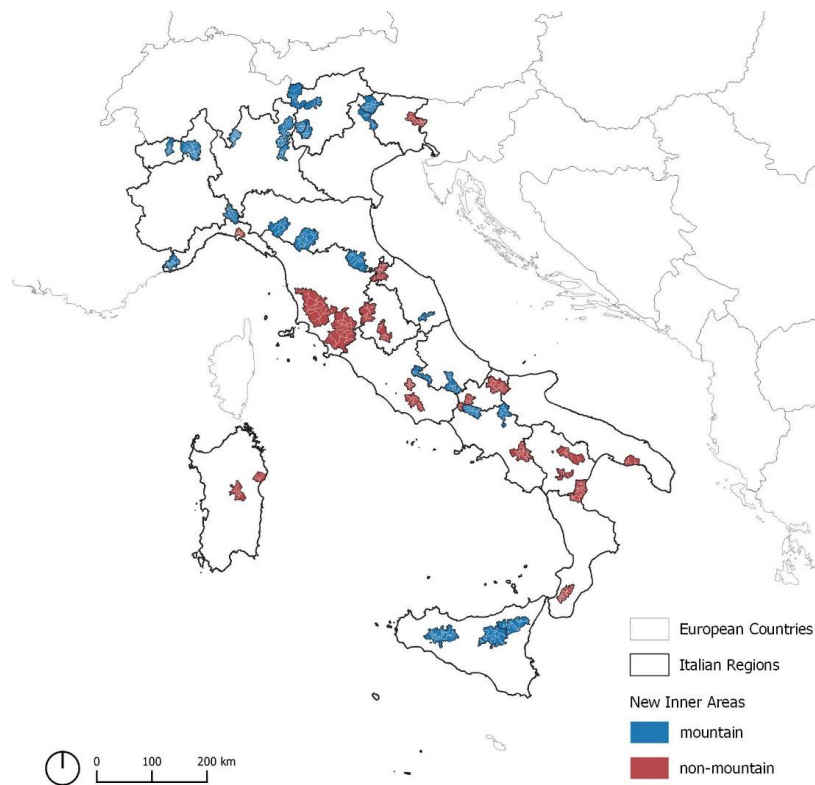 European Countries
Italian Regions
New Inner Areas
mountain
non-mountain
0 100 200 km